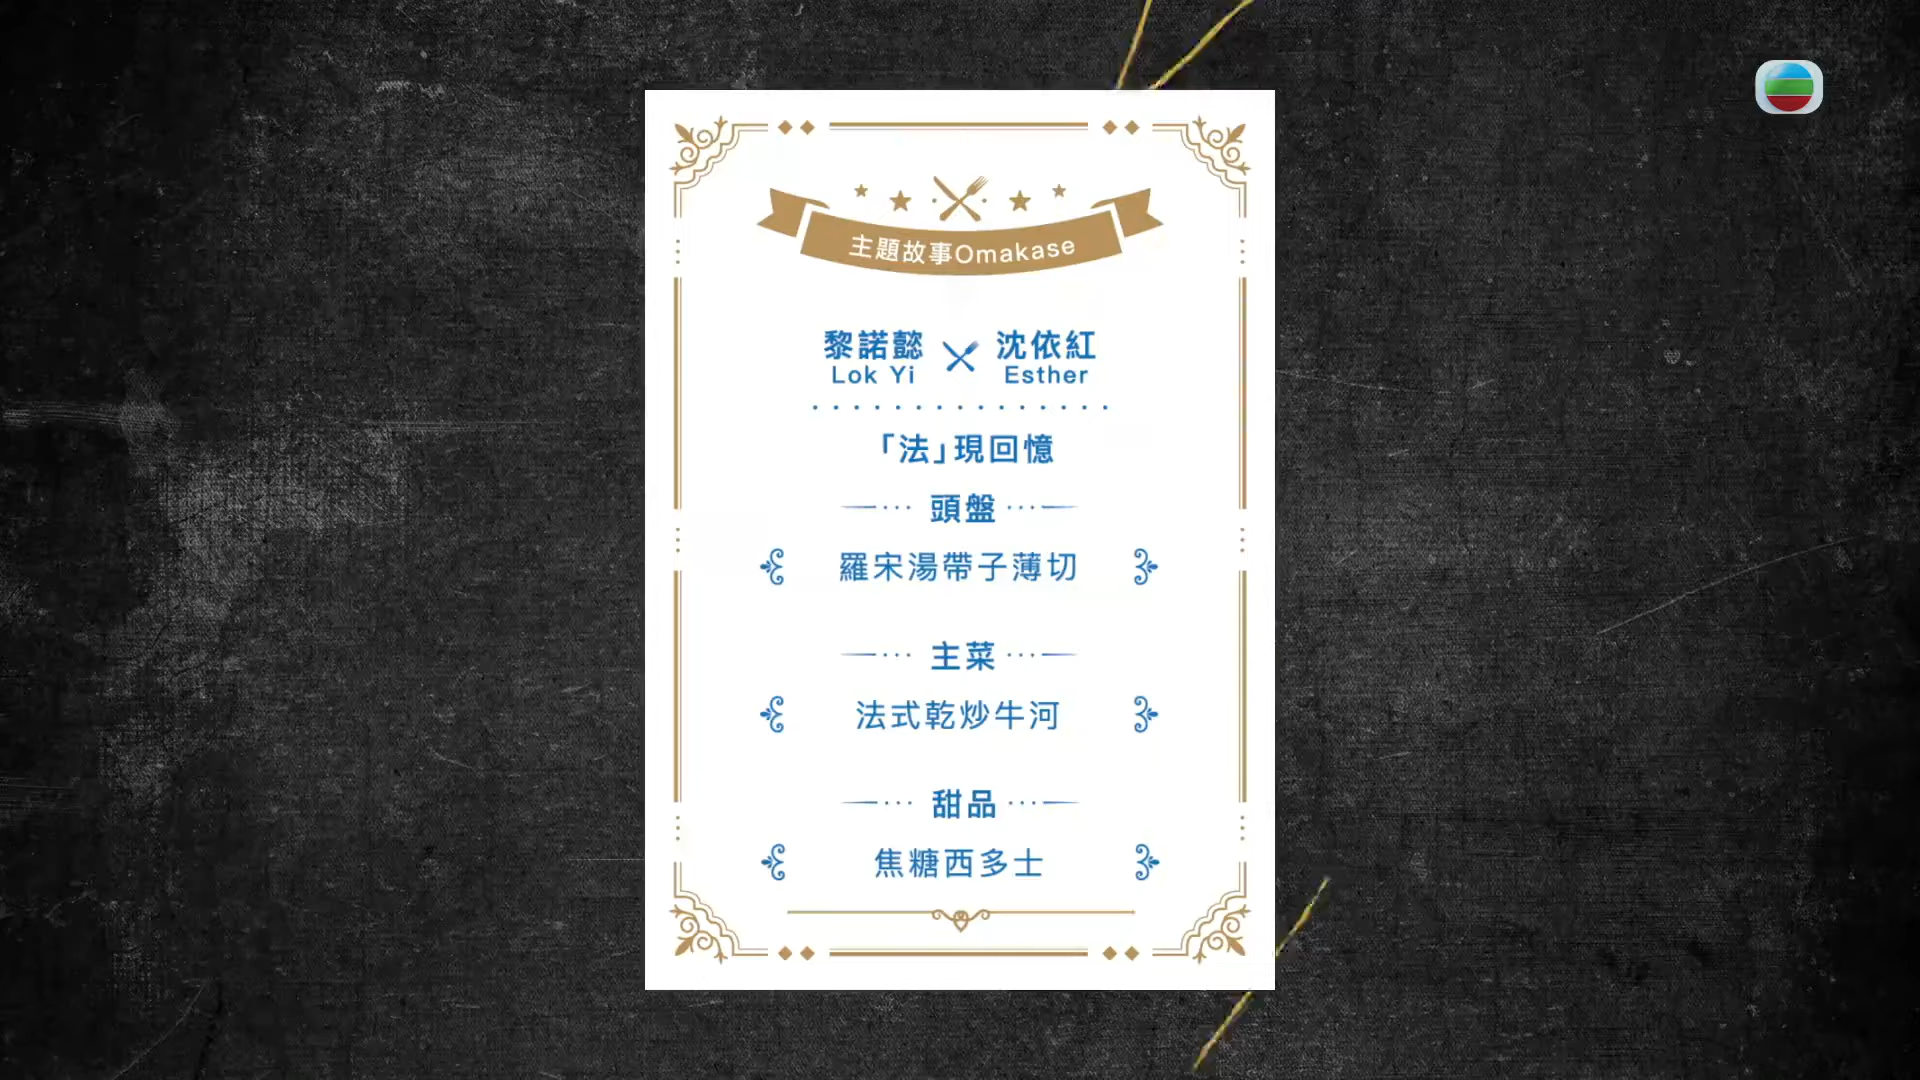 主題故事Omakase
黎諾懿 沈依紅
Lok Yi Esther
「法」現回憶
頭盤
羅宋湯帶子薄切
主菜
法式乾炒牛河
甜品
焦糖西多士